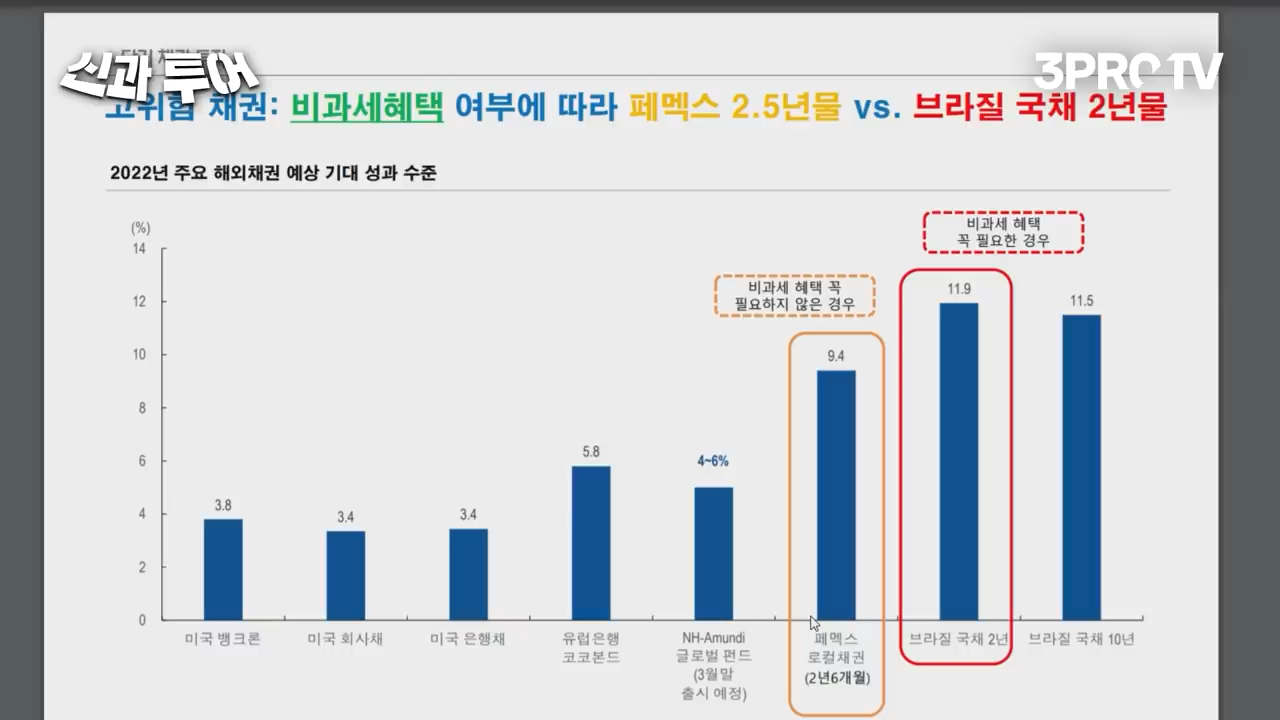 신과 투어
3PROTV
고위험 채권: 비과세혜택 여부에 따라 페멕스 2.5년물 vs. 브라질 국채 2년물
2022년 주요 해외채권 예상 기대 성과 수준
(%)
14
12
10
8
6
4
2
0
비과세 혜택 꼭
필요하지 않은 경우
비과세 혜택
꼭 필요한 경우
3.8
3.4
3.4
5.8
4~6%
9.4
11.9
11.5
미국 뱅크론
미국 회사채
미국 은행채
유럽은행
코코본드
NH-Amundi
글로벌 펀드
(3월말
출시 예정)
페멕스
로컬채권
(2년6개월)
브라질 국채 2년
브라질 국채 10년